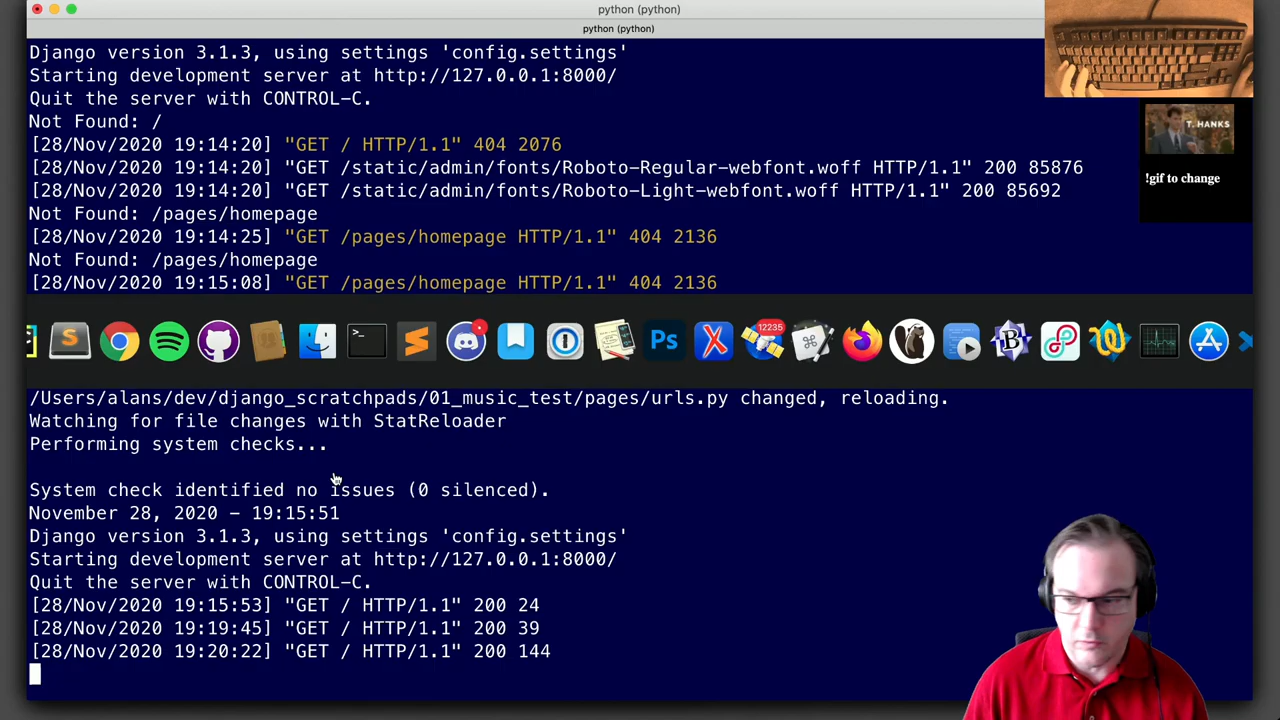 python (python)
python (python)
Django version 3.1.3, using settings 'config.settings'
Starting development server at http://127.0.0.1:8000/
Quit the server with CONTROL-C.
Not Found: /
[28/Nov/2020 19:14:20] "GET / HTTP/1.1" 404 2076
[28/Nov/2020 19:14:20] "GET /static/admin/fonts/Roboto-Regular-webfont.woff HTTP/1.1" 200 85876
[28/Nov/2020 19:14:20] "GET /static/admin/fonts/Roboto-Light-webfont.woff HTTP/1.1" 200 85692
Not Found: /pages/homepage
[28/Nov/2020 19:14:25] "GET /pages/homepage HTTP/1.1" 404 2136
Not Found: /pages/homepage
[28/Nov/2020 19:15:08] "GET /pages/homepage HTTP/1.1" 404 2136
T. HANKS
!gif to change
S
>_
Ps
X
12235
B
/Users/alans/dev/django_scratchpads/01_music_test/pages/urls.py changed, reloading.
Watching for file changes with StatReloader
Performing system checks...
System check identified no issues (0 silenced).
November 28, 2020 - 19:15:51
Django version 3.1.3, using settings 'config.settings'
Starting development server at http://127.0.0.1:8000/
Quit the server with CONTROL-C.
[28/Nov/2020 19:15:53] "GET / HTTP/1.1" 200 24
[28/Nov/2020 19:19:45] "GET / HTTP/1.1" 200 39
[28/Nov/2020 19:20:22] "GET / HTTP/1.1" 200 144